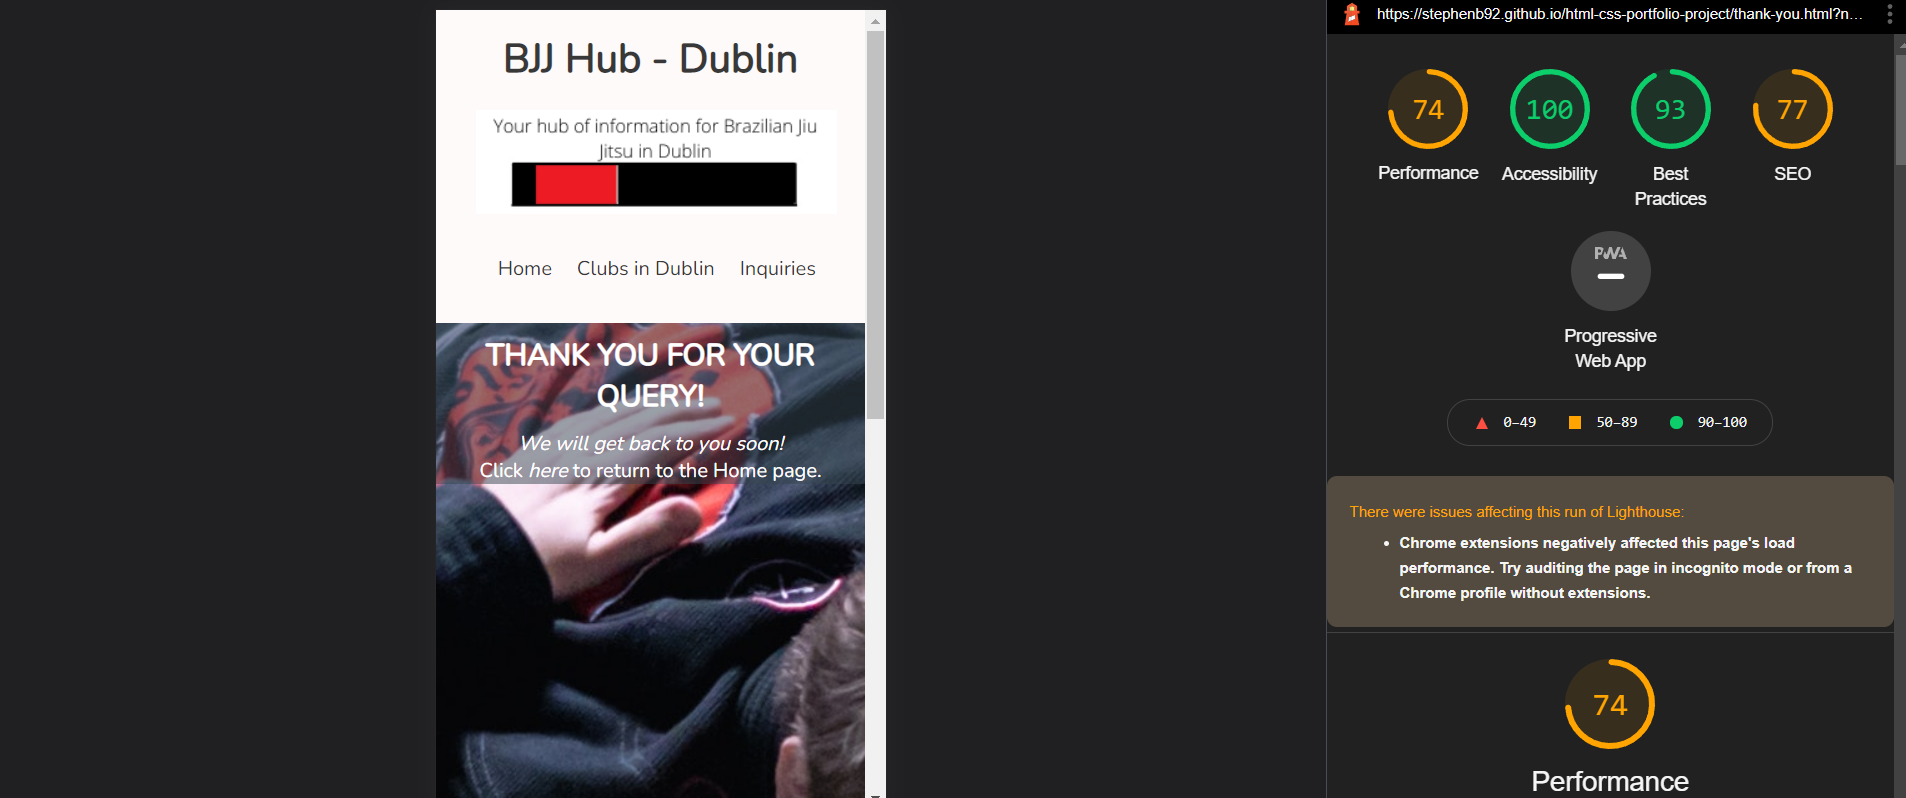 BJJ Hub - Dublin
Your hub of information for Brazilian Jiu
Jitsu in Dublin
Home Clubs in Dublin Inquiries
THANK YOU FOR YOUR
QUERY!
We will get back to you soon!
Click here to return to the Home page.
https://stephenb92.github.io/html-css-portfolio-project/thank-you.html?n…
74 100 93 77
Performance Accessibility Best
Practices SEO
PWA
Progressive
Web App
0–49 50–89 90–100
There were issues affecting this run of Lighthouse:
• Chrome extensions negatively affected this page's load
performance. Try auditing the page in incognito mode or from a
Chrome profile without extensions.
74
Performance